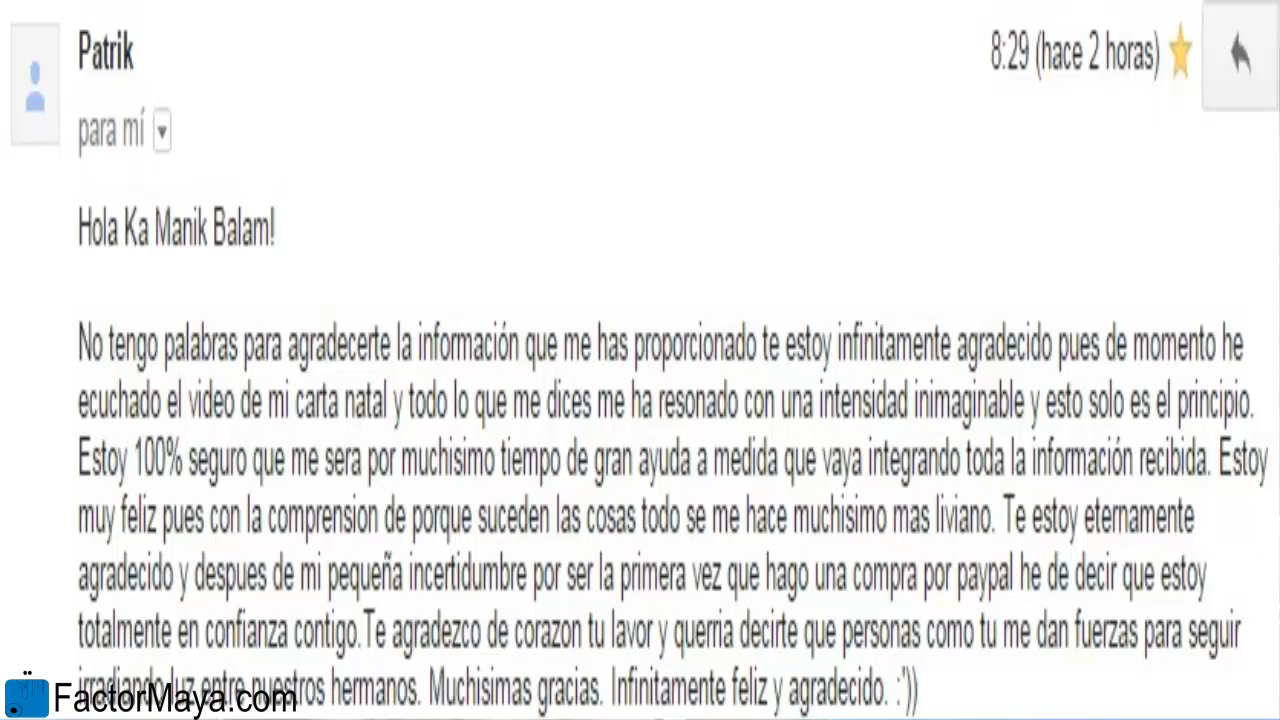 Patrik
8:29 (hace 2 horas)
para mí
Hola Ka Manik Balam!
No tengo palabras para agradecerte la información que me has proporcionado te estoy infinitamente agradecido pues de momento he
ecuchado el video de mi carta natal y todo lo que me dices me ha resonado con una intensidad inimaginable y esto solo es el principio.
Estoy 100% seguro que me sera por muchisimo tiempo de gran ayuda a medida que vaya integrando toda la información recibida. Estoy
muy feliz pues con la comprension de porque suceden las cosas todo se me hace muchisimo mas liviano. Te estoy eternamente
agradecido y despues de mi pequeña incertidumbre por ser la primera vez que hago una compra por paypal he de decir que estoy
totalmente en confianza contigo.Te agradezco de corazon tu lavor y querria decirte que personas como tu me dan fuerzas para seguir
irradiando luz entre nuestros hermanos. Muchisimas gracias. Infinitamente feliz y agradecido. :'))
FactorMaya.com